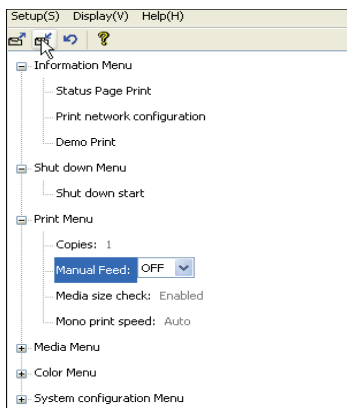 Setup(S) Display(V) Help(H)
Information Menu
Status Page Print
Print network configuration
Demo Print
Shut down Menu
Shut down start
Print Menu
Copies: 1
Manual Feed: OFF
Media size check: Enabled
Mono print speed: Auto
Media Menu
Color Menu
System configuration Menu